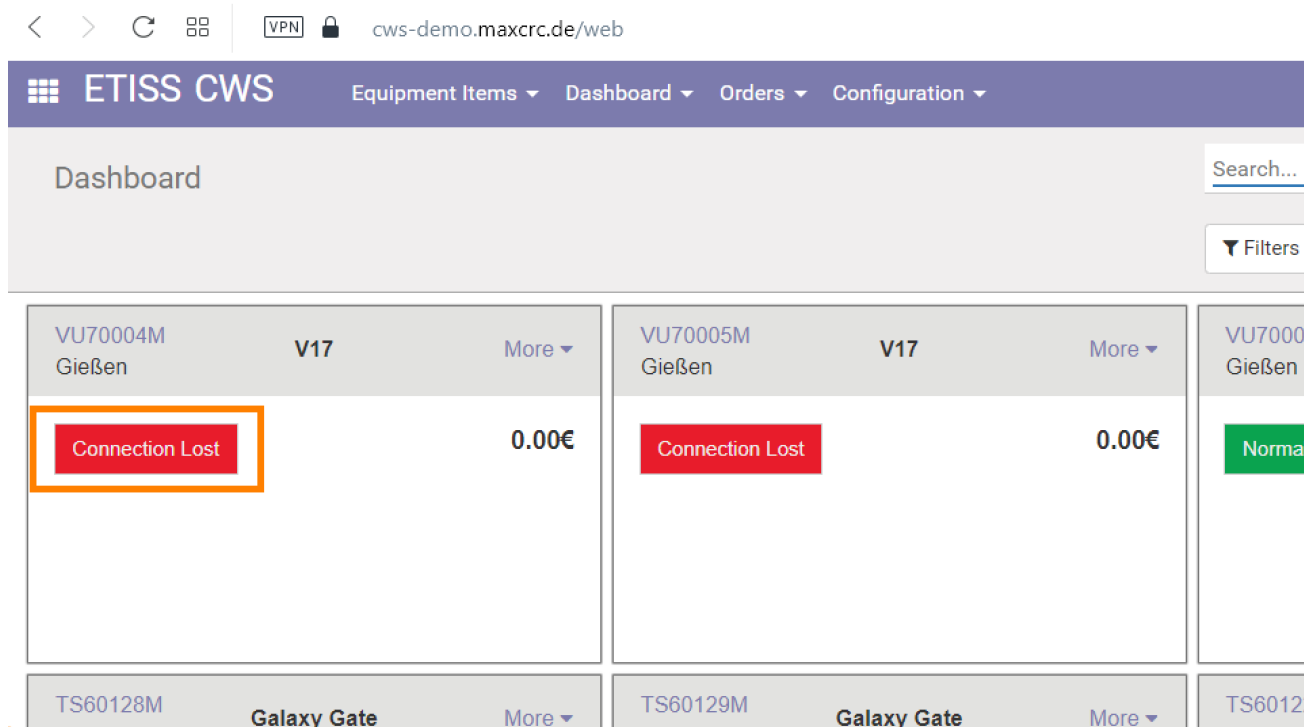 VPN cws-demo.maxcrc.de/web
ETISS CWS Equipment Items Dashboard Orders Configuration
Dashboard
Search...
Filters
VU70004M V17 More
Gießen
Connection Lost 0.00€
VU70005M V17 More
Gießen
Connection Lost 0.00€
VU7000
Gießen
Norma
TS60128M Galaxy Gate More
TS60129M Galaxy Gate More
TS6012